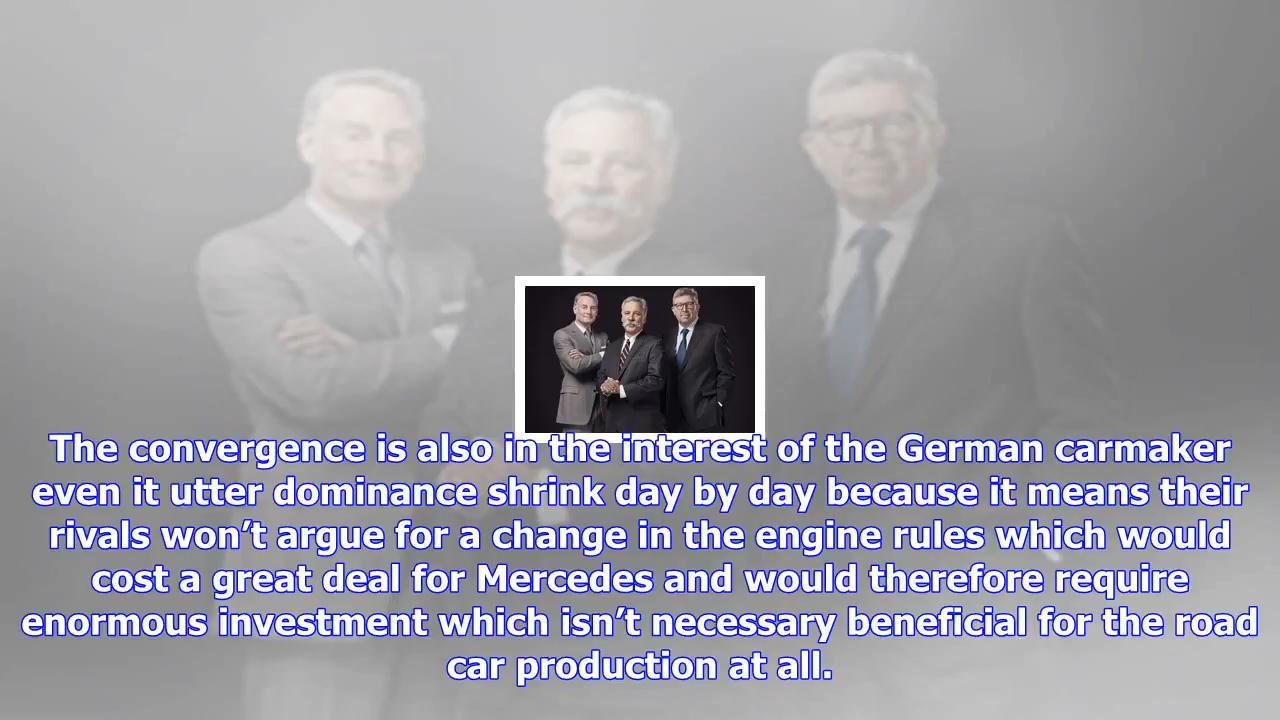 The convergence is also in the interest of the German carmaker
even it utter dominance shrink day by day because it means their
rivals won’t argue for a change in the engine rules which would
cost a great deal for Mercedes and would therefore require
enormous investment which isn’t necessary beneficial for the road
car production at all.